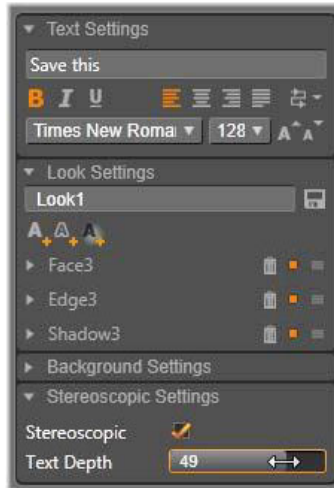 Text Settings
Save this
B I U
Times New Roma 128 A A
Look Settings
Look1
A A A
Face3
Edge3
Shadow3
Background Settings
Stereoscopic Settings
Stereoscopic
Text Depth 49